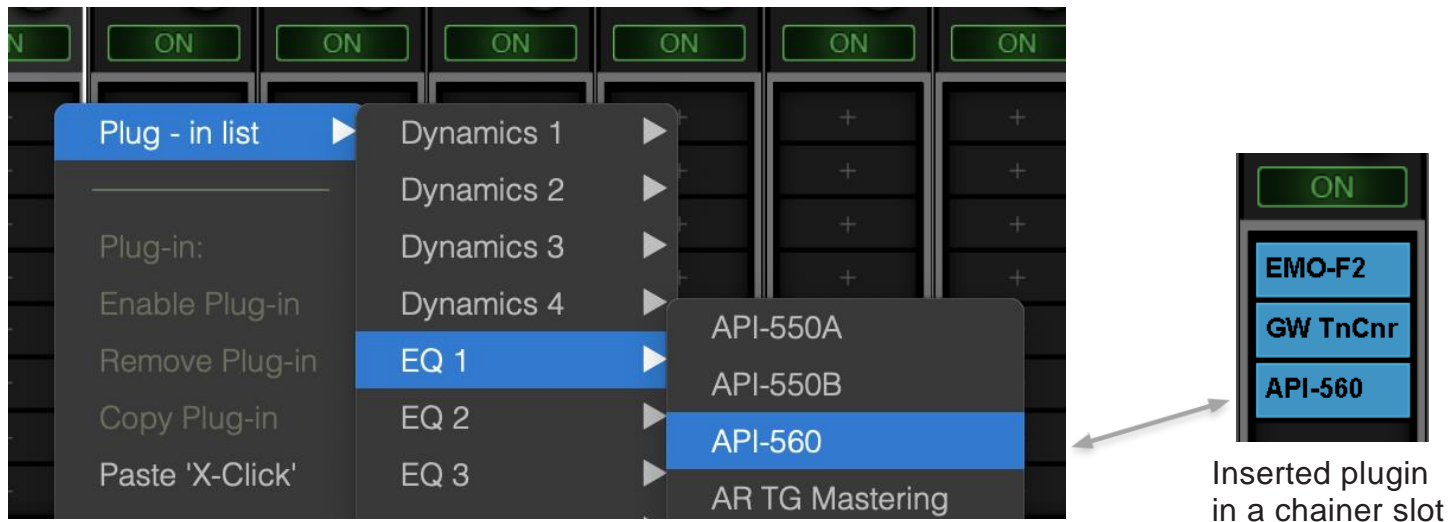 N ON ON ON ON ON ON
Plug - in list
Plug-in:
Enable Plug-in
Remove Plug-in
Copy Plug-in
Paste 'X-Click'
Dynamics 1
Dynamics 2
Dynamics 3
Dynamics 4
EQ 1
EQ 2
EQ 3
API-550A
API-550B
API-560
AR TG Mastering
ON
EMO-F2
GW TnCnr
API-560
Inserted plugin
in a chainer slot